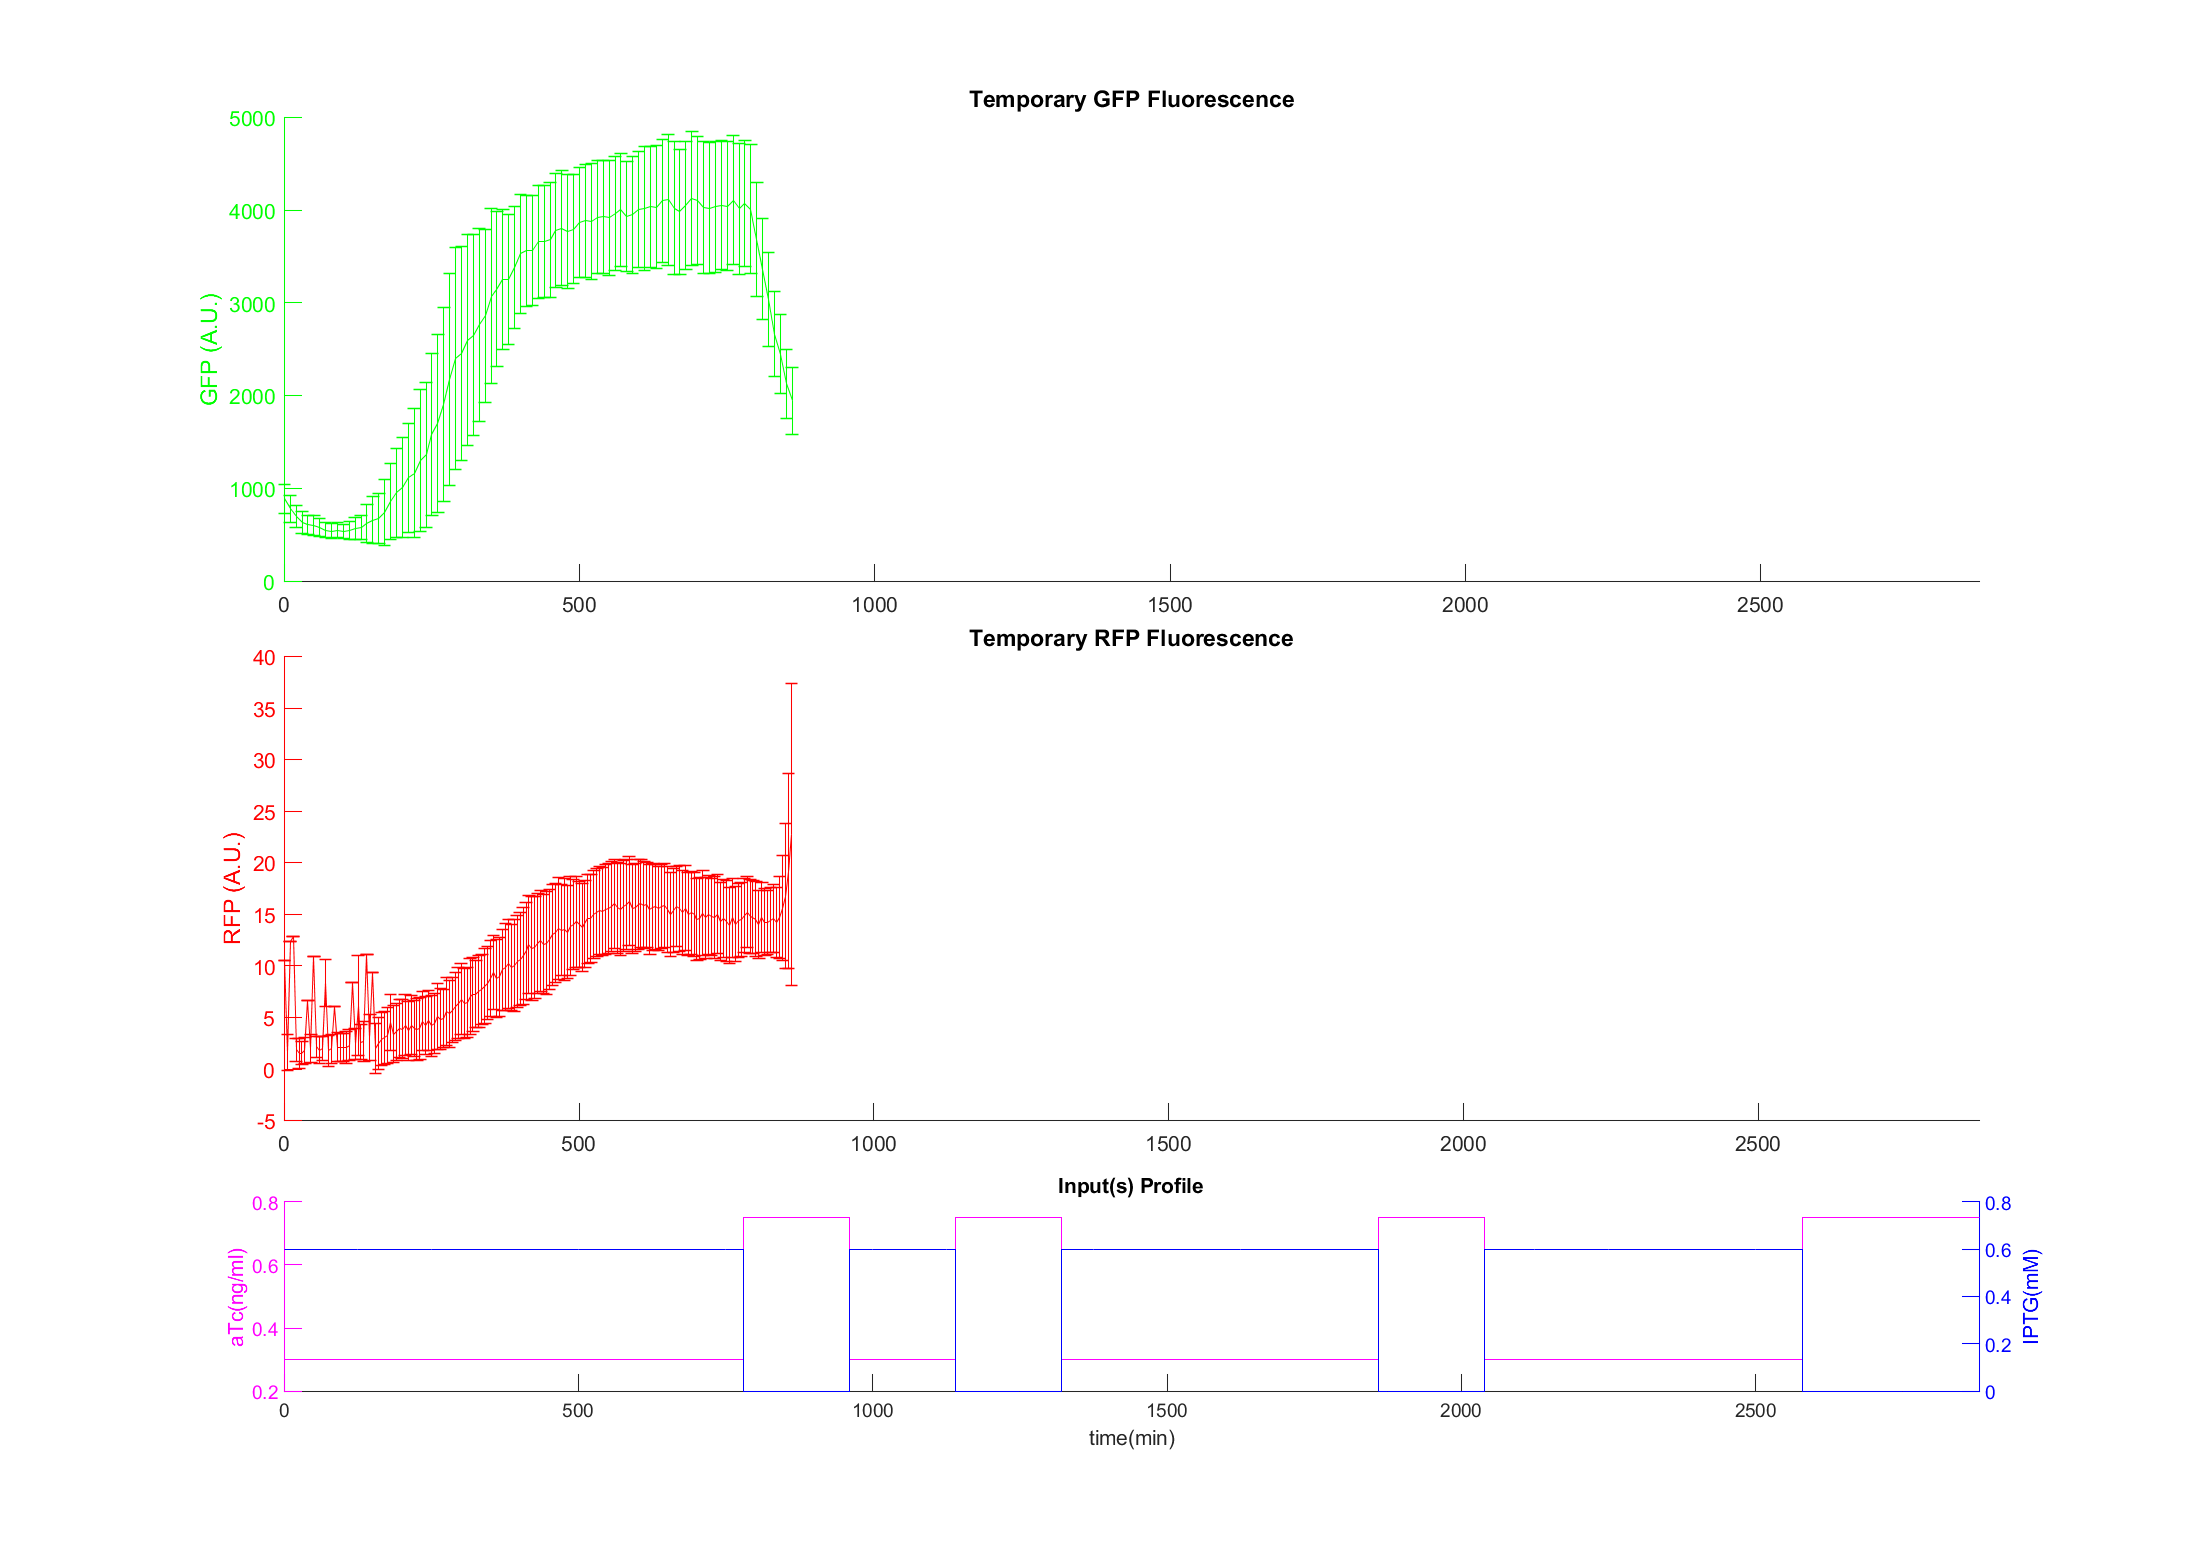 Temporary GFP Fluorescence
5000
4000
3000
2000
1000
0
GFP (A.U.)
0 500 1000 1500 2000 2500
Temporary RFP Fluorescence
40
35
30
25
20
15
10
5
0
-5
RFP (A.U.)
0 500 1000 1500 2000 2500
Input(s) Profile
0.8
0.6
0.4
0.2
aTc(ng/ml)
0.8
0.6
0.4
0.2
0
IPTG(mM)
0 500 1000 1500 2000 2500
time(min)